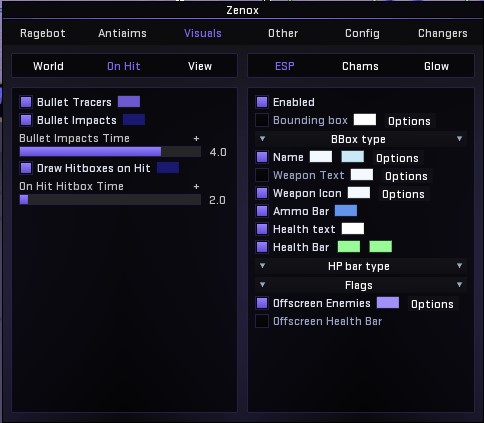 Zenox
Ragebot Antiaims Visuals Other Config Changers
World On Hit View
ESP Chams Glow
Bullet Tracers
Bullet Impacts
Bullet Impacts Time +
4.0
Draw Hitboxes on Hit
On Hit Hitbox Time +
2.0
Enabled
Bounding box Options
BBox type
Name Options
Weapon Text Options
Weapon Icon Options
Ammo Bar
Health text
Health Bar
HP bar type
Flags
Offscreen Enemies Options
Offscreen Health Bar